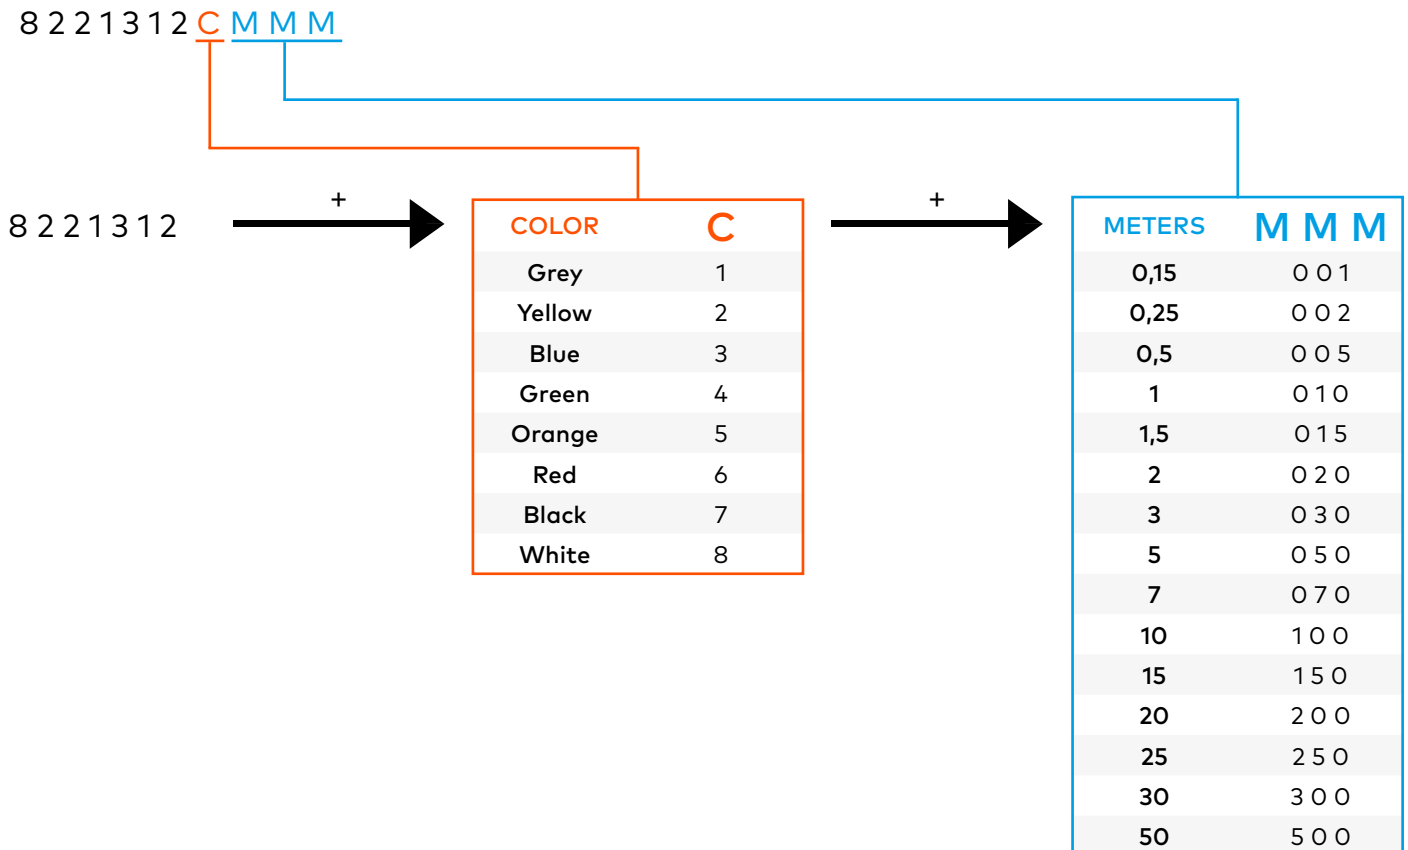 8 2 2 1 3 1 2 C M M M
+
+
8 2 2 1 3 1 2
COLOR C
Grey 1
Yellow 2
Blue 3
Green 4
Orange 5
Red 6
Black 7
White 8
METERS M M M
0,15 0 0 1
0,25 0 0 2
0,5 0 0 5
1 0 1 0
1,5 0 1 5
2 0 2 0
3 0 3 0
5 0 5 0
7 0 7 0
10 1 0 0
15 1 5 0
20 2 0 0
25 2 5 0
30 3 0 0
50 5 0 0